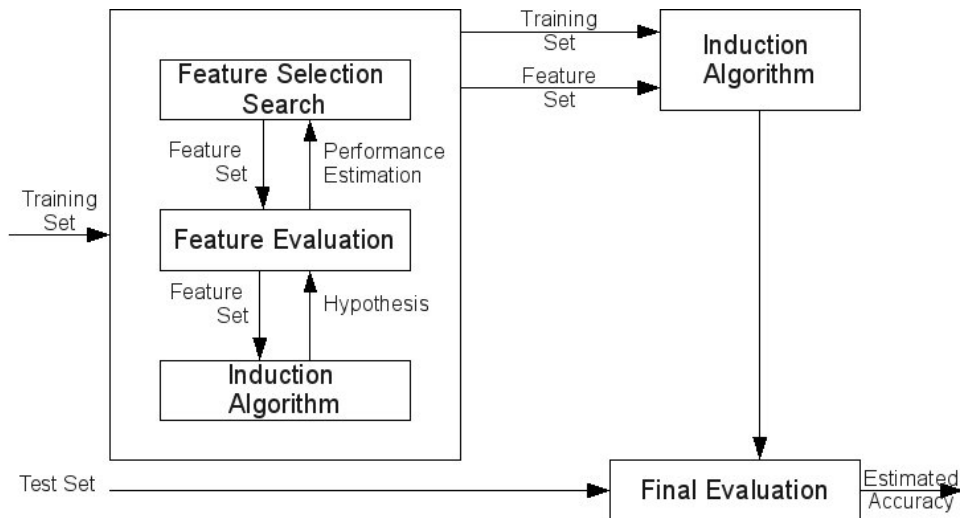 Training
Set
Feature
Set
Induction
Algorithm
Feature Selection
Search
Feature
Set
Performance
Estimation
Training
Set
Feature Evaluation
Feature
Set
Hypothesis
Induction
Algorithm
Test Set
Final Evaluation
Estimated
Accuracy